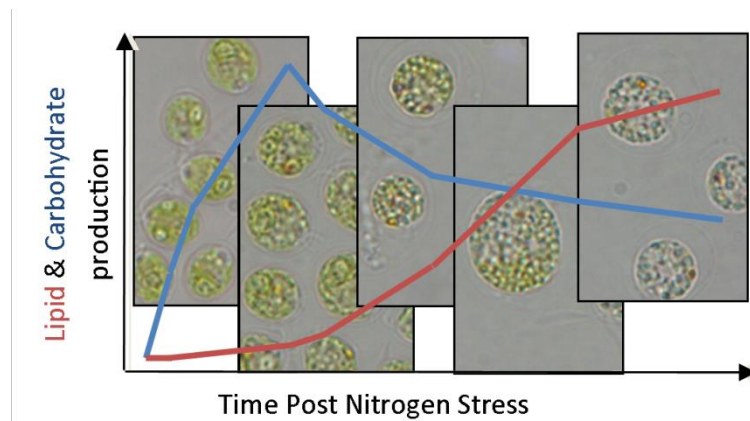 Lipid & Carbohydrate
production
Time Post Nitrogen Stress